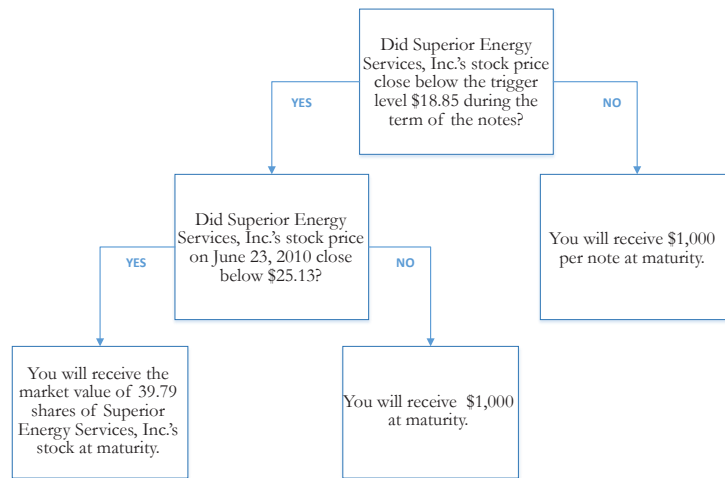 Did Superior Energy
Services, Inc.'s stock price
close below the trigger
level $18.85 during the
term of the notes?
YES
NO
Did Superior Energy
Services, Inc.'s stock price
on June 23, 2010 close
below $25.13?
You will receive $1,000
per note at maturity.
YES
NO
You will receive the
market value of 39.79
shares of Superior
Energy Services, Inc.'s
stock at maturity.
You will receive $1,000
at maturity.